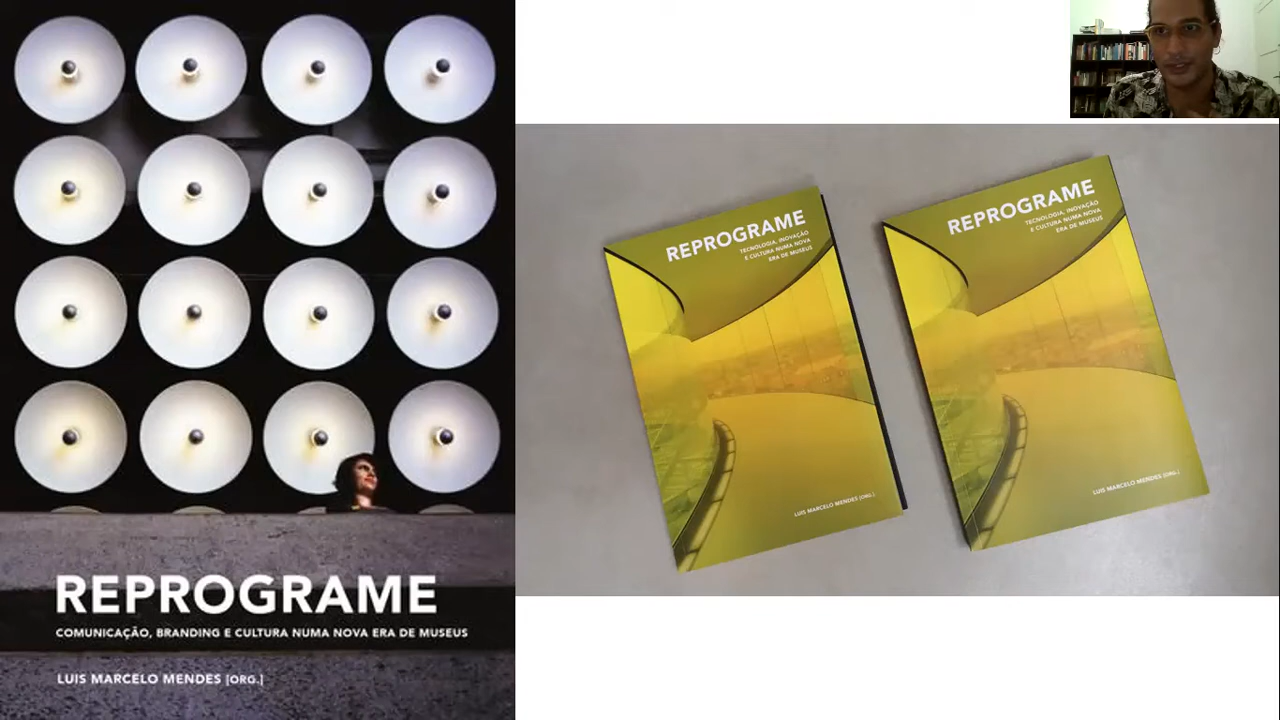 REPROGRAME
COMUNICAÇÃO, BRANDING E CULTURA NUMA NOVA ERA DE MUSEUS
LUIS MARCELO MENDES [ORG.]
REPROGRAME
TECNOLOGIA, INOVAÇÃO
E CULTURA NUMA NOVA
ERA DE MUSEUS
LUIS MARCELO MENDES [ORG.]
REPROGRAME
TECNOLOGIA, INOVAÇÃO
E CULTURA NUMA NOVA
ERA DE MUSEUS
LUIS MARCELO MENDES [ORG.]